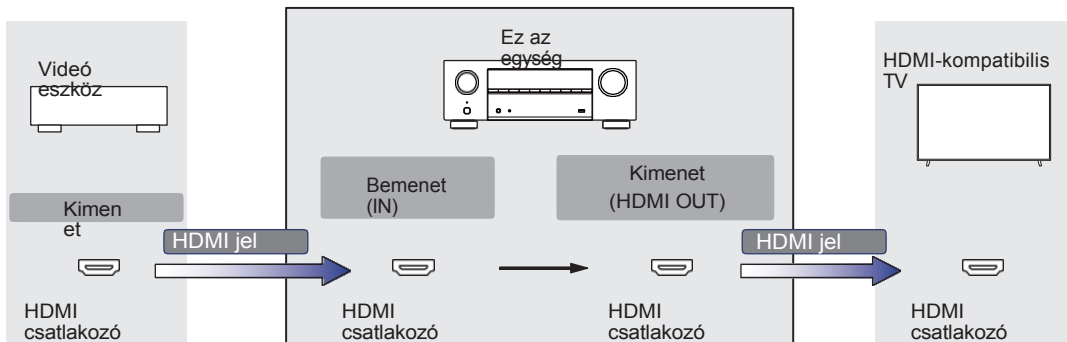 Videó
eszköz
Kimen
et
HDMI jel
HDMI
csatlakozó
Ez az
egység
Bemenet
(IN)
Kimenet
(HDMI OUT)
HDMI
csatlakozó
HDMI
csatlakozó
HDMI jel
HDMI-kompatibilis
TV
HDMI
csatlakozó